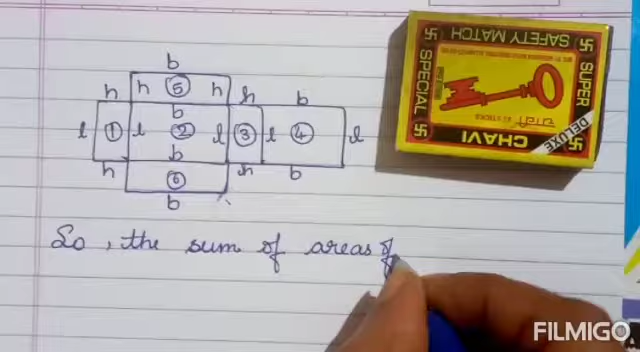 b
h h ⑤ h h b
b
l ① l ② l ③ l ④ l
b
h h b
⑥
b
So, the sum of areas of
SAFETY MATCH
SUPER
DELUXE
SPECIAL
CHAVI
FILMIGO